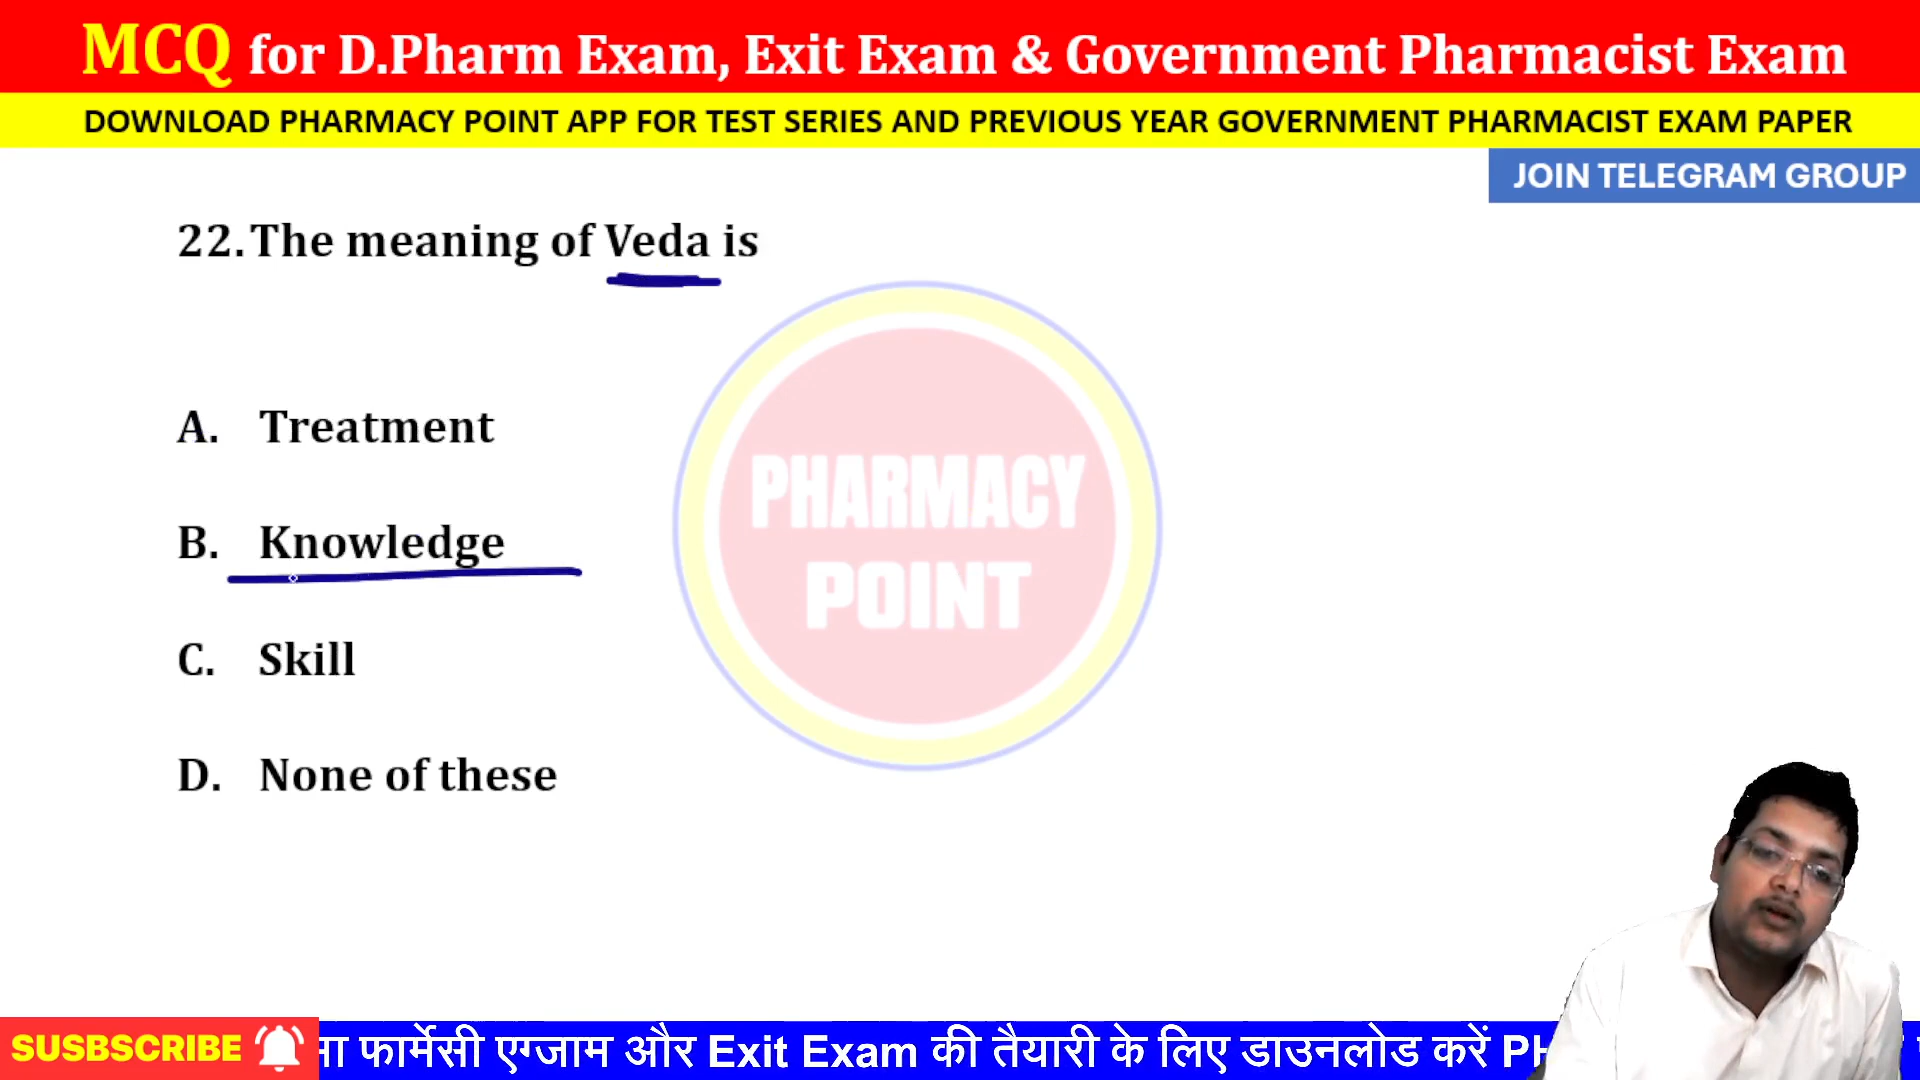 MCQ for D.Pharm Exam, Exit Exam & Government Pharmacist Exam
DOWNLOAD PHARMACY POINT APP FOR TEST SERIES AND PREVIOUS YEAR GOVERNMENT PHARMACIST EXAM PAPER
JOIN TELEGRAM GROUP
22. The meaning of Veda is
A. Treatment
B. Knowledge
C. Skill
D. None of these
PHARMACY
POINT
SUSBSCRIBE
फार्मेसी एग्जाम और Exit Exam की तैयारी के लिए डाउनलोड करें